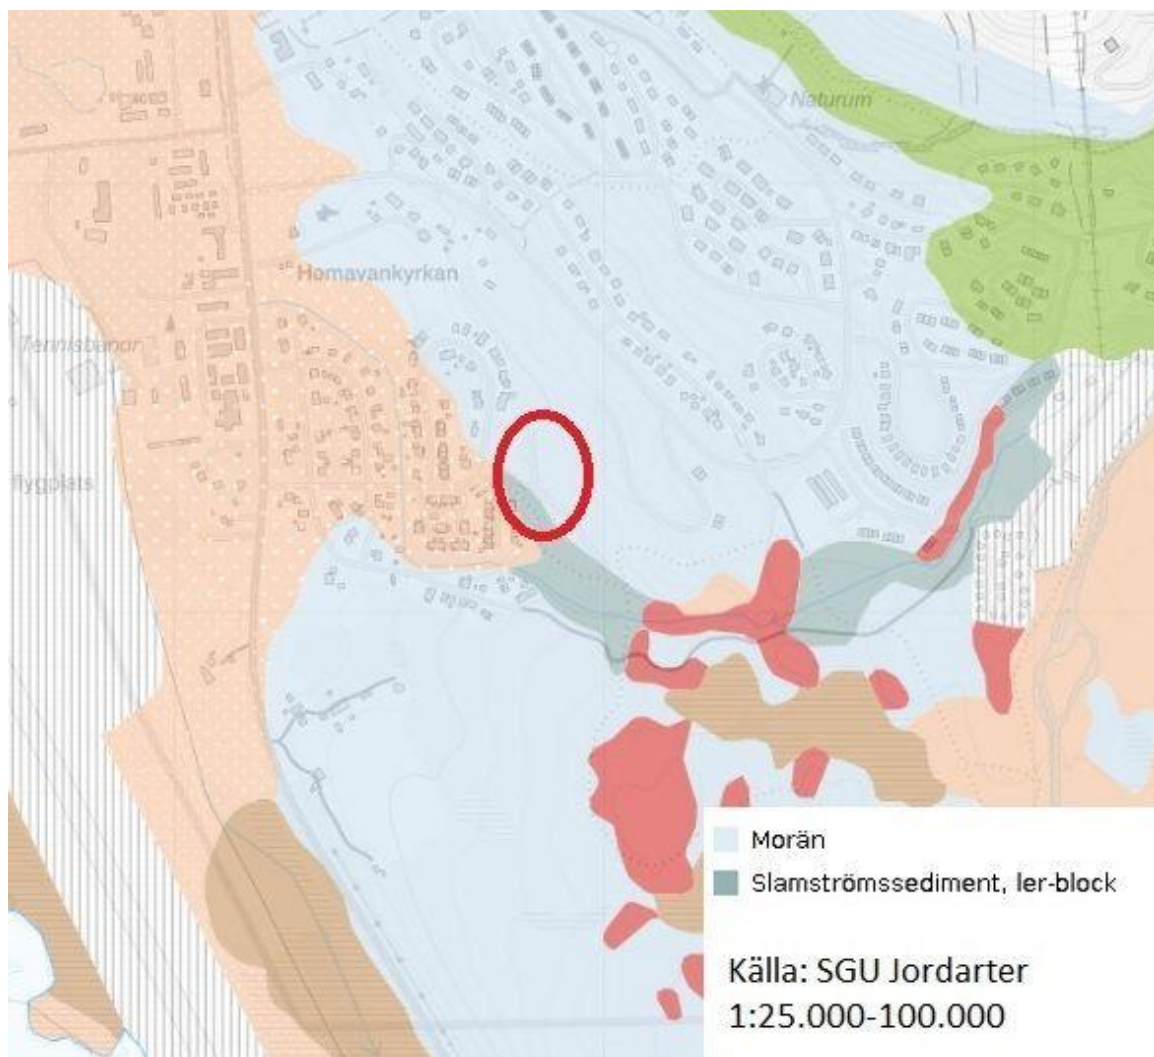 Naturum
Hemavankyrkan
Tennisbanor
flygplats
Morän
Slamströmssediment, ler-block
Källa: SGU Jordarter
1:25.000-100.000